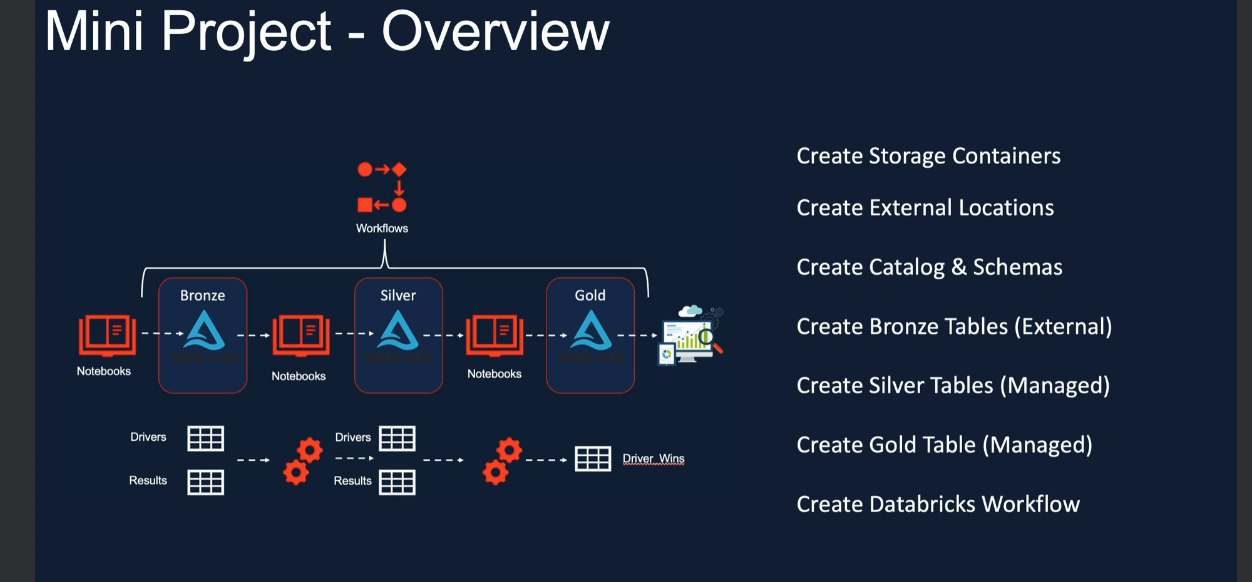 Mini Project - Overview
Workflows
Bronze
Silver
Gold
Notebooks
Notebooks
Notebooks
Drivers
Results
Drivers
Results
Driver_Wins
Create Storage Containers
Create External Locations
Create Catalog & Schemas
Create Bronze Tables (External)
Create Silver Tables (Managed)
Create Gold Table (Managed)
Create Databricks Workflow